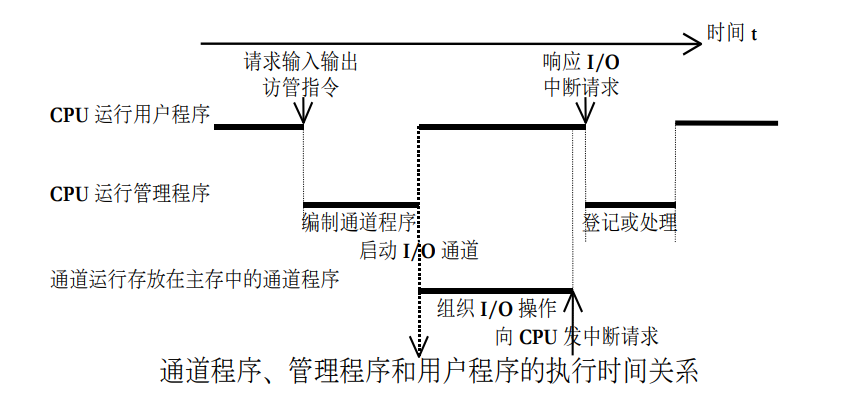 时间 t
请求输入输出
访管指令
响应 I/O
中断请求
CPU 运行用户程序
CPU 运行管理程序
编制通道程序
登记或处理
启动 I/O 通道
通道运行存放在主存中的通道程序
组织 I/O 操作
向 CPU 发中断请求
通道程序、管理程序和用户程序的执行时间关系